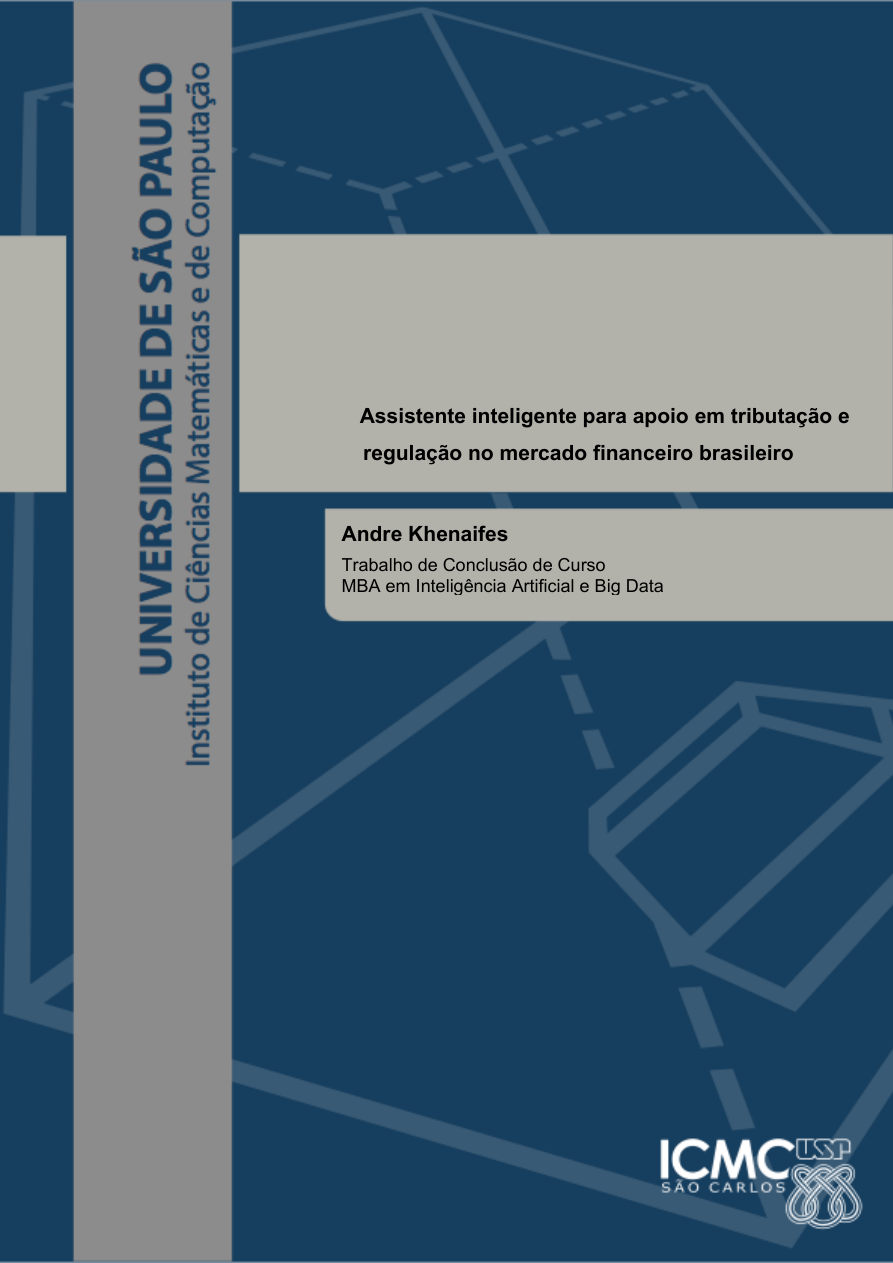 UNIVERSIDADE DE SÃO PAULO
Instituto de Ciências Matemáticas e de Computação
Assistente inteligente para apoio em tributação e
regulação no mercado financeiro brasileiro
Andre Khenaifes
Trabalho de Conclusão de Curso
MBA em Inteligência Artificial e Big Data
ICMC USP
SÃO CARLOS